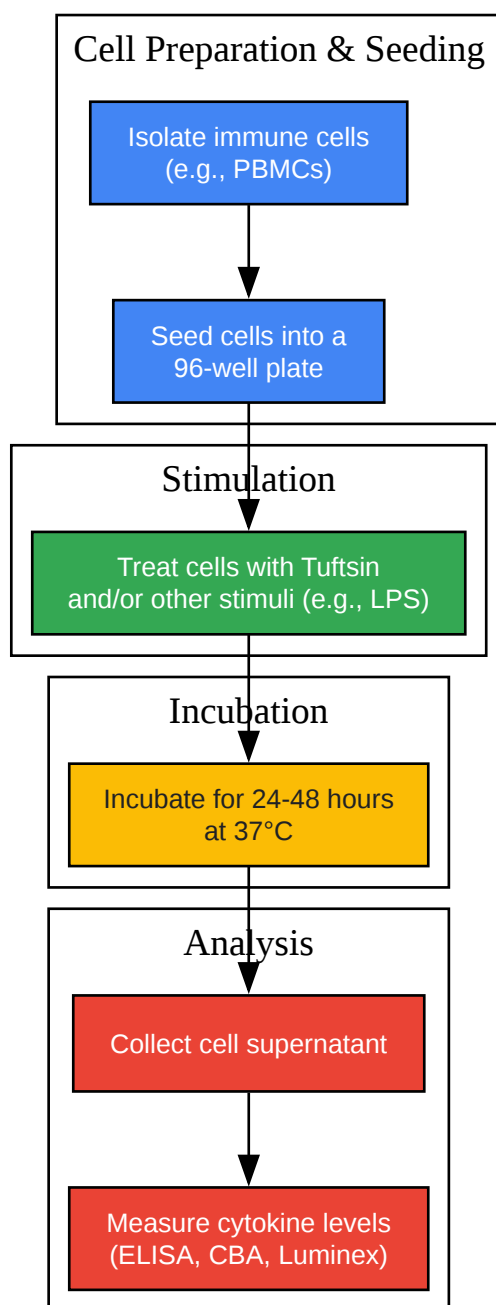 Cell Preparation & Seeding
Isolate immune cells
(e.g., PBMCs)
Seed cells into a
96-well plate
Stimulation
Treat cells with Tuftsin
and/or other stimuli (e.g., LPS)
Incubation
Incubate for 24-48 hours
at 37°C
Analysis
Collect cell supernatant
Measure cytokine levels
(ELISA, CBA, Luminex)